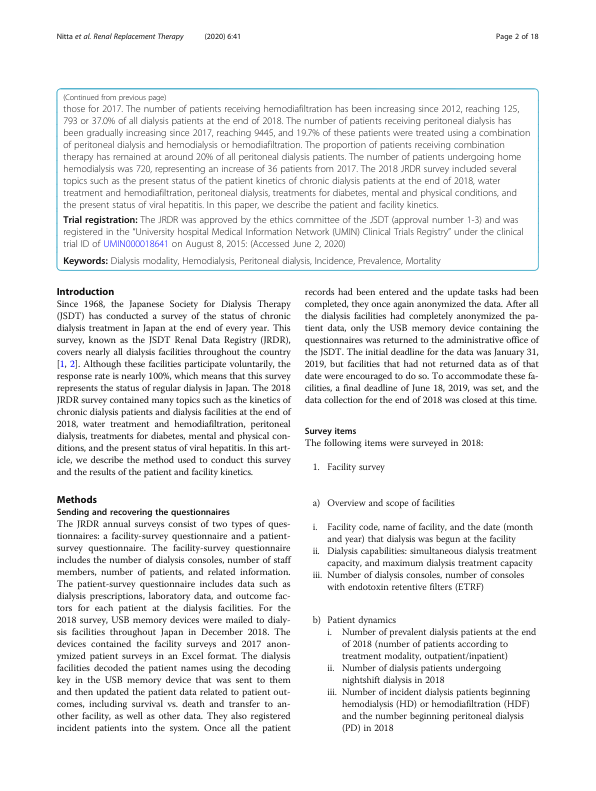 Nitta et al. Renal Replacement Therapy (2020) 6:41 Page 2 of 18
(Continued from previous page)
those for 2017. The number of patients receiving hemodiafiltration has been increasing since 2012, reaching 125,
793 or 37.0% of all dialysis patients at the end of 2018. The number of patients receiving peritoneal dialysis has
been gradually increasing since 2017, reaching 9445, and 19.7% of these patients were treated using a combination
of peritoneal dialysis and hemodialysis or hemodiafiltration. The proportion of patients receiving combination
therapy has remained at around 20% of all peritoneal dialysis patients. The number of patients undergoing home
hemodialysis was 720, representing an increase of 36 patients from 2017. The 2018 JRDR survey included several
topics such as the present status of the patient kinetics of chronic dialysis patients at the end of 2018, water
treatment and hemodiafiltration, peritoneal dialysis, treatments for diabetes, mental and physical conditions, and
the present status of viral hepatitis. In this paper, we describe the patient and facility kinetics.
Trial registration: The JRDR was approved by the ethics committee of the JSDT (approval number 1-3) and was
registered in the "University hospital Medical Information Network (UMIN) Clinical Trials Registry" under the clinical
trial ID of UMIN000018641 on August 8, 2015: (Accessed June 2, 2020)
Keywords: Dialysis modality, Hemodialysis, Peritoneal dialysis, Incidence, Prevalence, Mortality
Introduction
Since 1968, the Japanese Society for Dialysis Therapy
(JSDT) has conducted a survey of the status of chronic
dialysis treatment in Japan at the end of every year. This
survey, known as the JSDT Renal Data Registry (JRDR),
covers nearly all dialysis facilities throughout the country
[1, 2]. Although these facilities participate voluntarily, the
response rate is nearly 100%, which means that this survey
represents the status of regular dialysis in Japan. The 2018
JRDR survey contained many topics such as the kinetics of
chronic dialysis patients and dialysis facilities at the end of
2018, water treatment and hemodiafiltration, peritoneal
dialysis, treatments for diabetes, mental and physical con-
ditions, and the present status of viral hepatitis. In this art-
icle, we describe the method used to conduct this survey
and the results of the patient and facility kinetics.
Methods
Sending and recovering the questionnaires
The JRDR annual surveys consist of two types of ques-
tionnaires: a facility-survey questionnaire and a patient-
survey questionnaire. The facility-survey questionnaire
includes the number of dialysis consoles, number of staff
members, number of patients, and related information.
The patient-survey questionnaire includes data such as
dialysis prescriptions, laboratory data, and outcome fac-
tors for each patient at the dialysis facilities. For the
2018 survey, USB memory devices were mailed to dialy-
sis facilities throughout Japan in December 2018. The
devices contained the facility surveys and 2017 anon-
ymized patient surveys in an Excel format. The dialysis
facilities decoded the patient names using the decoding
key in the USB memory device that was sent to them
and then updated the patient data related to patient out-
comes, including survival vs. death and transfer to an-
other facility, as well as other data. They also registered
incident patients into the system. Once all the patient
records had been entered and the update tasks had been
completed, they once again anonymized the data. After all
the dialysis facilities had completely anonymized the pa-
tient data, only the USB memory device containing the
questionnaires was returned to the administrative office of
the JSDT. The initial deadline for the data was January 31,
2019, but facilities that had not returned data as of that
date were encouraged to do so. To accommodate these fa-
cilities, a final deadline of June 18, 2019, was set, and the
data collection for the end of 2018 was closed at this time.
Survey items
The following items were surveyed in 2018:
1. Facility survey
a) Overview and scope of facilities
i. Facility code, name of facility, and the date (month
and year) that dialysis was begun at the facility
ii. Dialysis capabilities: simultaneous dialysis treatment
capacity, and maximum dialysis treatment capacity
iii. Number of dialysis consoles, number of consoles
with endotoxin retentive filters (ETRF)
b) Patient dynamics
i. Number of prevalent dialysis patients at the end
of 2018 (number of patients according to
treatment modality, outpatient/inpatient)
ii. Number of dialysis patients undergoing
nightshift dialysis in 2018
iii. Number of incident dialysis patients beginning
hemodialysis (HD) or hemodiafiltration (HDF)
and the number beginning peritoneal dialysis
(PD) in 2018